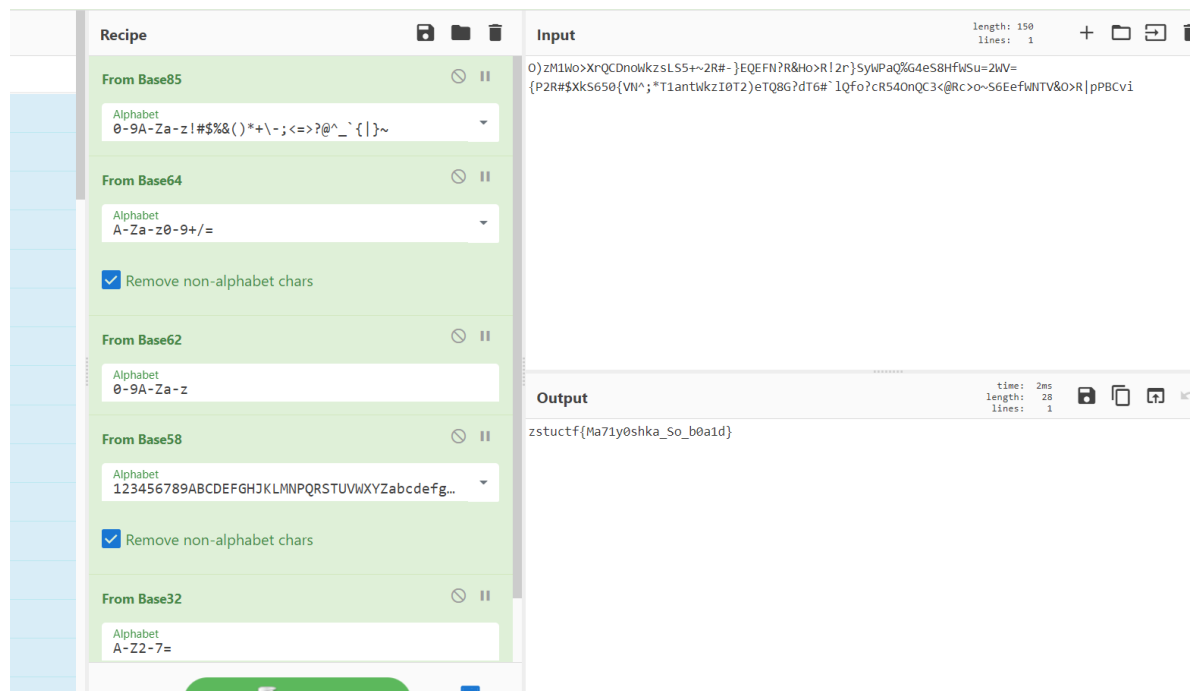 Recipe
From Base85
Alphabet
0-9A-Za-z!#$%&()*+\-;<=>?@^_`{|}~
From Base64
Alphabet
A-Za-z0-9+/=
Remove non-alphabet chars
From Base62
Alphabet
0-9A-Za-z
From Base58
Alphabet
123456789ABCDEFGHJKLMNPQRSTUVWXYZabcdefg…
Remove non-alphabet chars
From Base32
Alphabet
A-Z2-7=
Input
length: 150
lines: 1
O)zM1Wo>XrQCDnoWkzsLS5+~2R#-}EQEFN?R&Ho>R!2r}SyWPaQ%G4eS8HfWSu=2WV=
{P2R#$XkS650{VN^;*T1antWkzI0T2)eTQ8G?dT6#`lQfo?cR54OnQC3<@Rc>o~S6EefWNTV&O>R|pPBCvi
Output
time: 2ms
length: 28
lines: 1
zstuctf{Ma71y0shka_So_b0a1d}